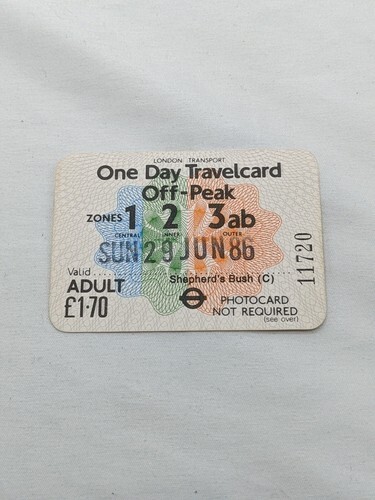 LONDON TRANSPORT
One Day Travelcard
Off-Peak
ZONES 1 2 3ab
CENTRAL INNER OUTER
SUN 29 JUN 86
Valid
Shepherd's Bush (C)
ADULT
£1·70
PHOTOCARD
NOT REQUIRED
(see over)
11720